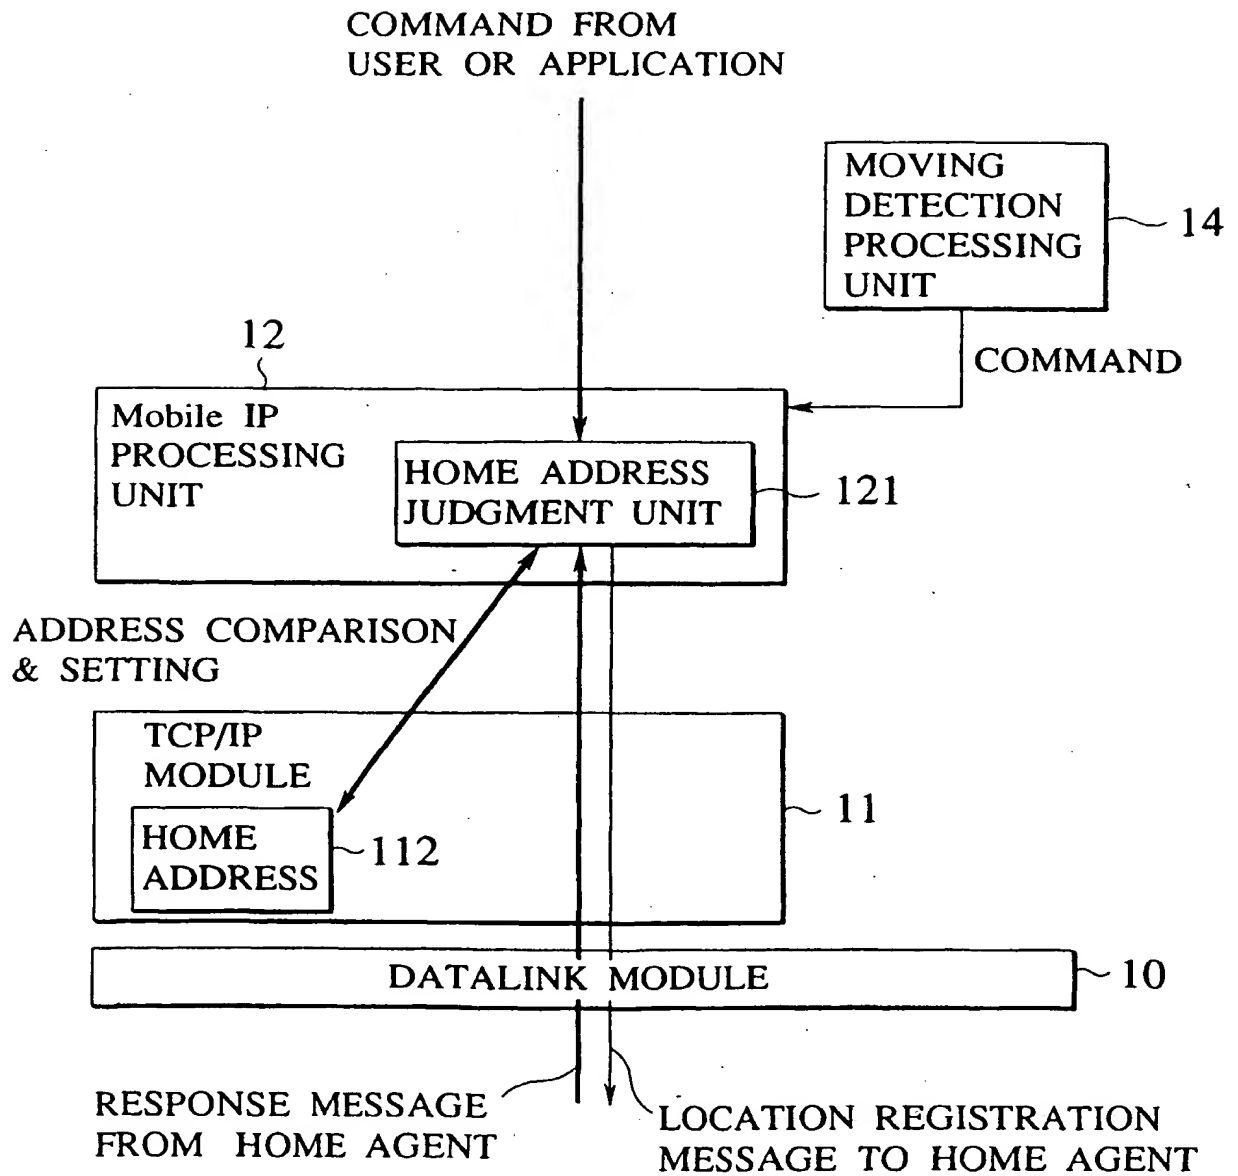 COMMAND FROM
USER OR APPLICATION
MOVING
DETECTION
PROCESSING
UNIT
14
COMMAND
12
Mobile IP
PROCESSING
UNIT
HOME ADDRESS
JUDGMENT UNIT
121
ADDRESS COMPARISON
& SETTING
TCP/IP
MODULE
HOME
ADDRESS
112
11
DATALINK MODULE
10
RESPONSE MESSAGE
FROM HOME AGENT
LOCATION REGISTRATION
MESSAGE TO HOME AGENT